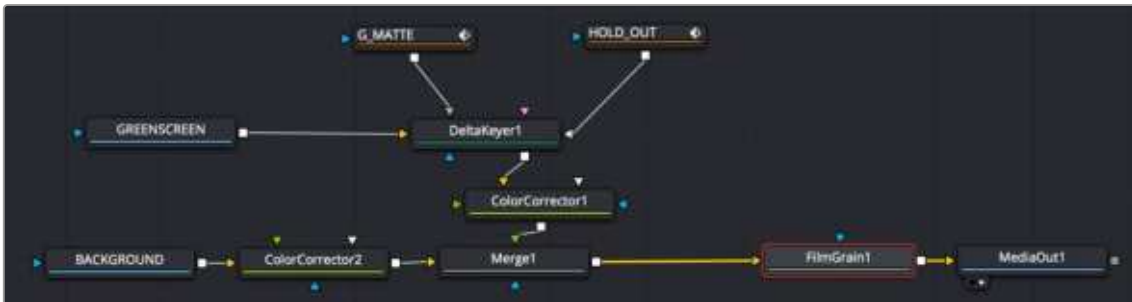 G_MATTE
HOLD_OUT
GREENSCREEN
DeltaKeyer1
ColorCorrector1
BACKGROUND
ColorCorrector2
Merge1
FilmGrain1
MediaOut1